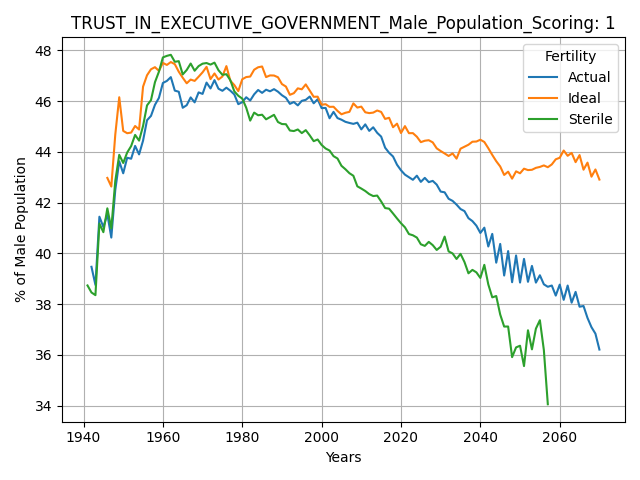 TRUST_IN_EXECUTIVE_GOVERNMENT_Male_Population_Scoring: 1
Fertility
Actual
Ideal
Sterile
% of Male Population
48
46
44
42
40
38
36
34
1940 1960 1980 2000 2020 2040 2060
Years